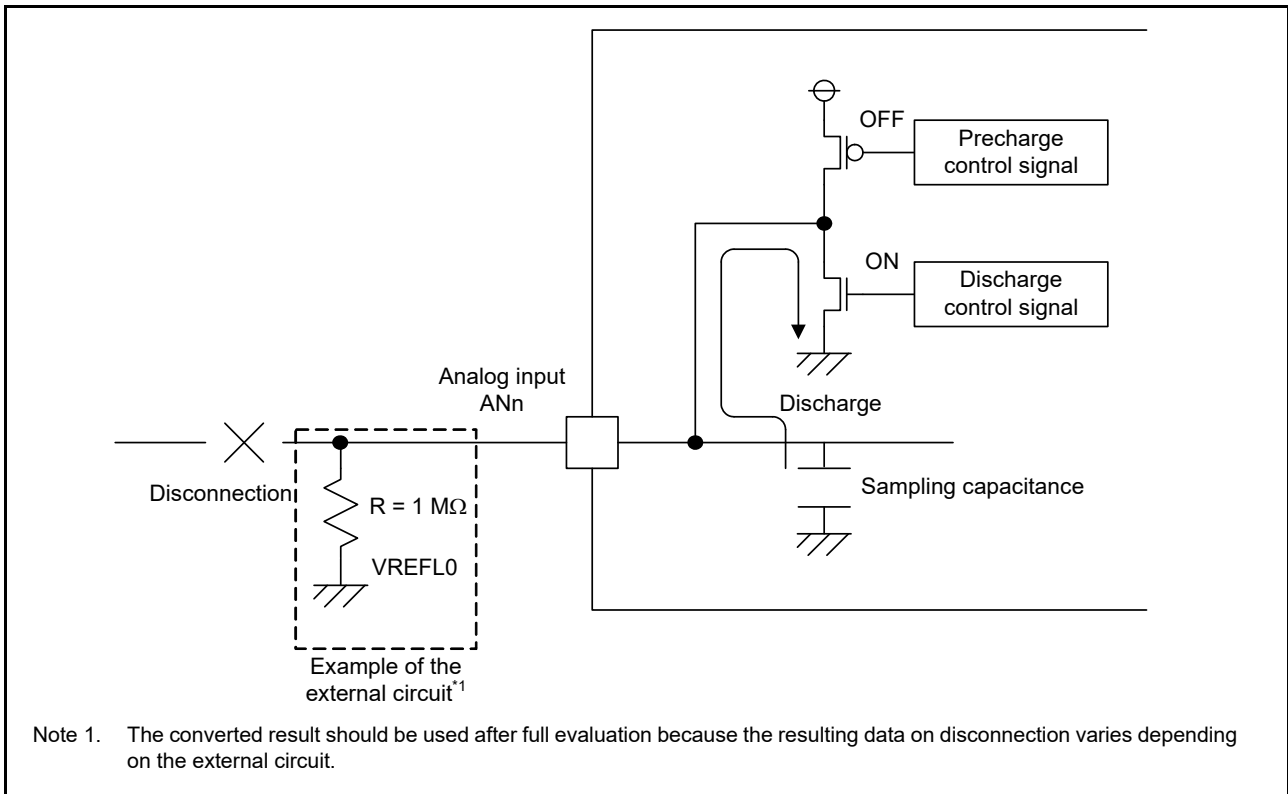 OFF
Precharge
control signal
ON
Discharge
control signal
Analog input
ANn
Discharge
Disconnection
R = 1 MΩ
Sampling capacitance
VREFL0
Example of the
external circuit*1
Note 1. The converted result should be used after full evaluation because the resulting data on disconnection varies depending
on the external circuit.